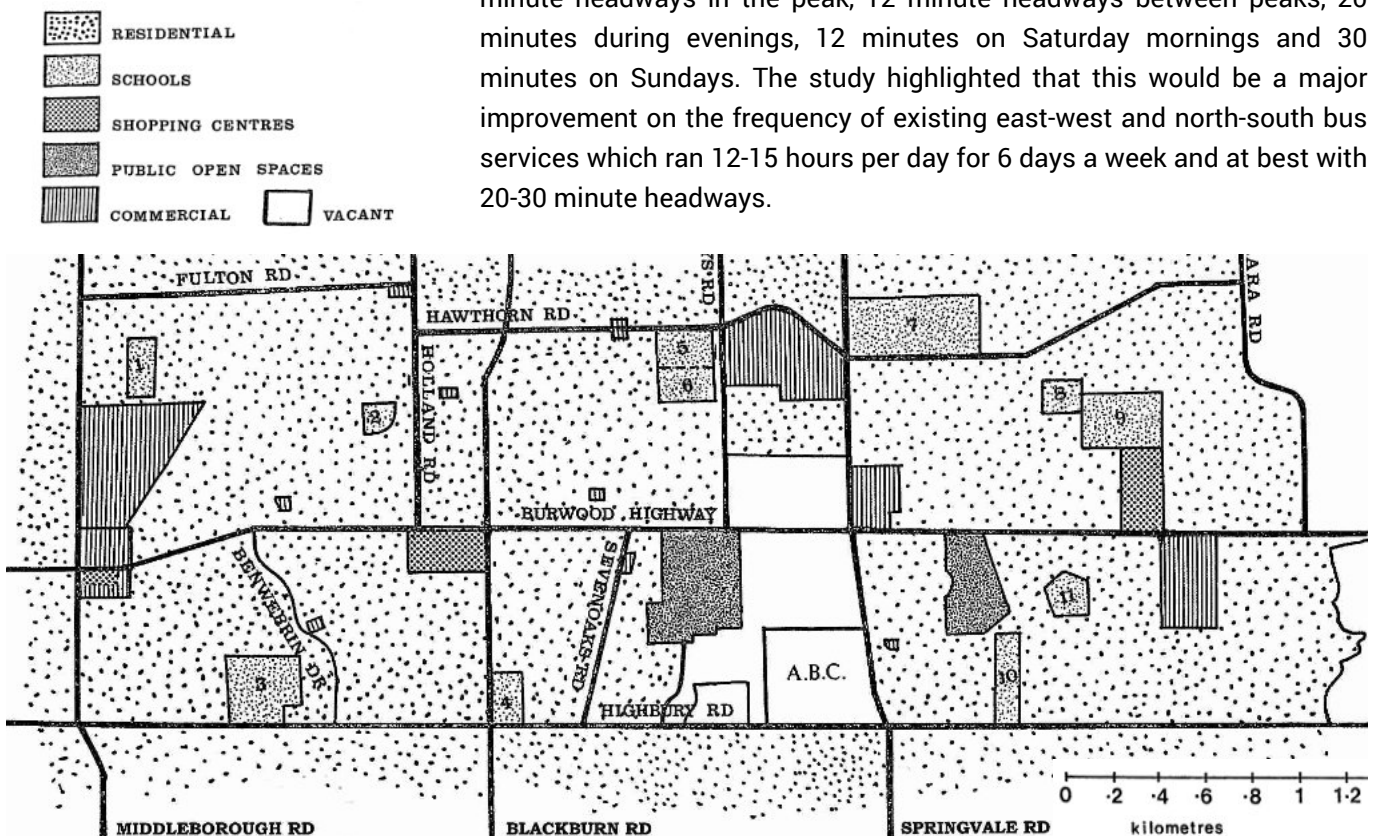 RESIDENTIAL
SCHOOLS
SHOPPING CENTRES
PUBLIC OPEN SPACES
COMMERCIAL
VACANT
minute headways in the peak, 12 minute headways between peaks, 20
minutes during evenings, 12 minutes on Saturday mornings and 30
minutes on Sundays. The study highlighted that this would be a major
improvement on the frequency of existing east-west and north-south bus
services which ran 12-15 hours per day for 6 days a week and at best with
20-30 minute headways.
FULTON RD
HAWTHORN RD
HOLLAND RD
YS RD
ARA RD
1
2
5
6
7
8
9
BURWOOD HIGHWAY
BENWEERIN DR
SEVENOAKS RD
3
4
A.B.C.
10
11
HIGHBURY RD
MIDDLEBOROUGH RD
BLACKBURN RD
SPRINGVALE RD
0 ·2 ·4 ·6 ·8 1 1·2
kilometres